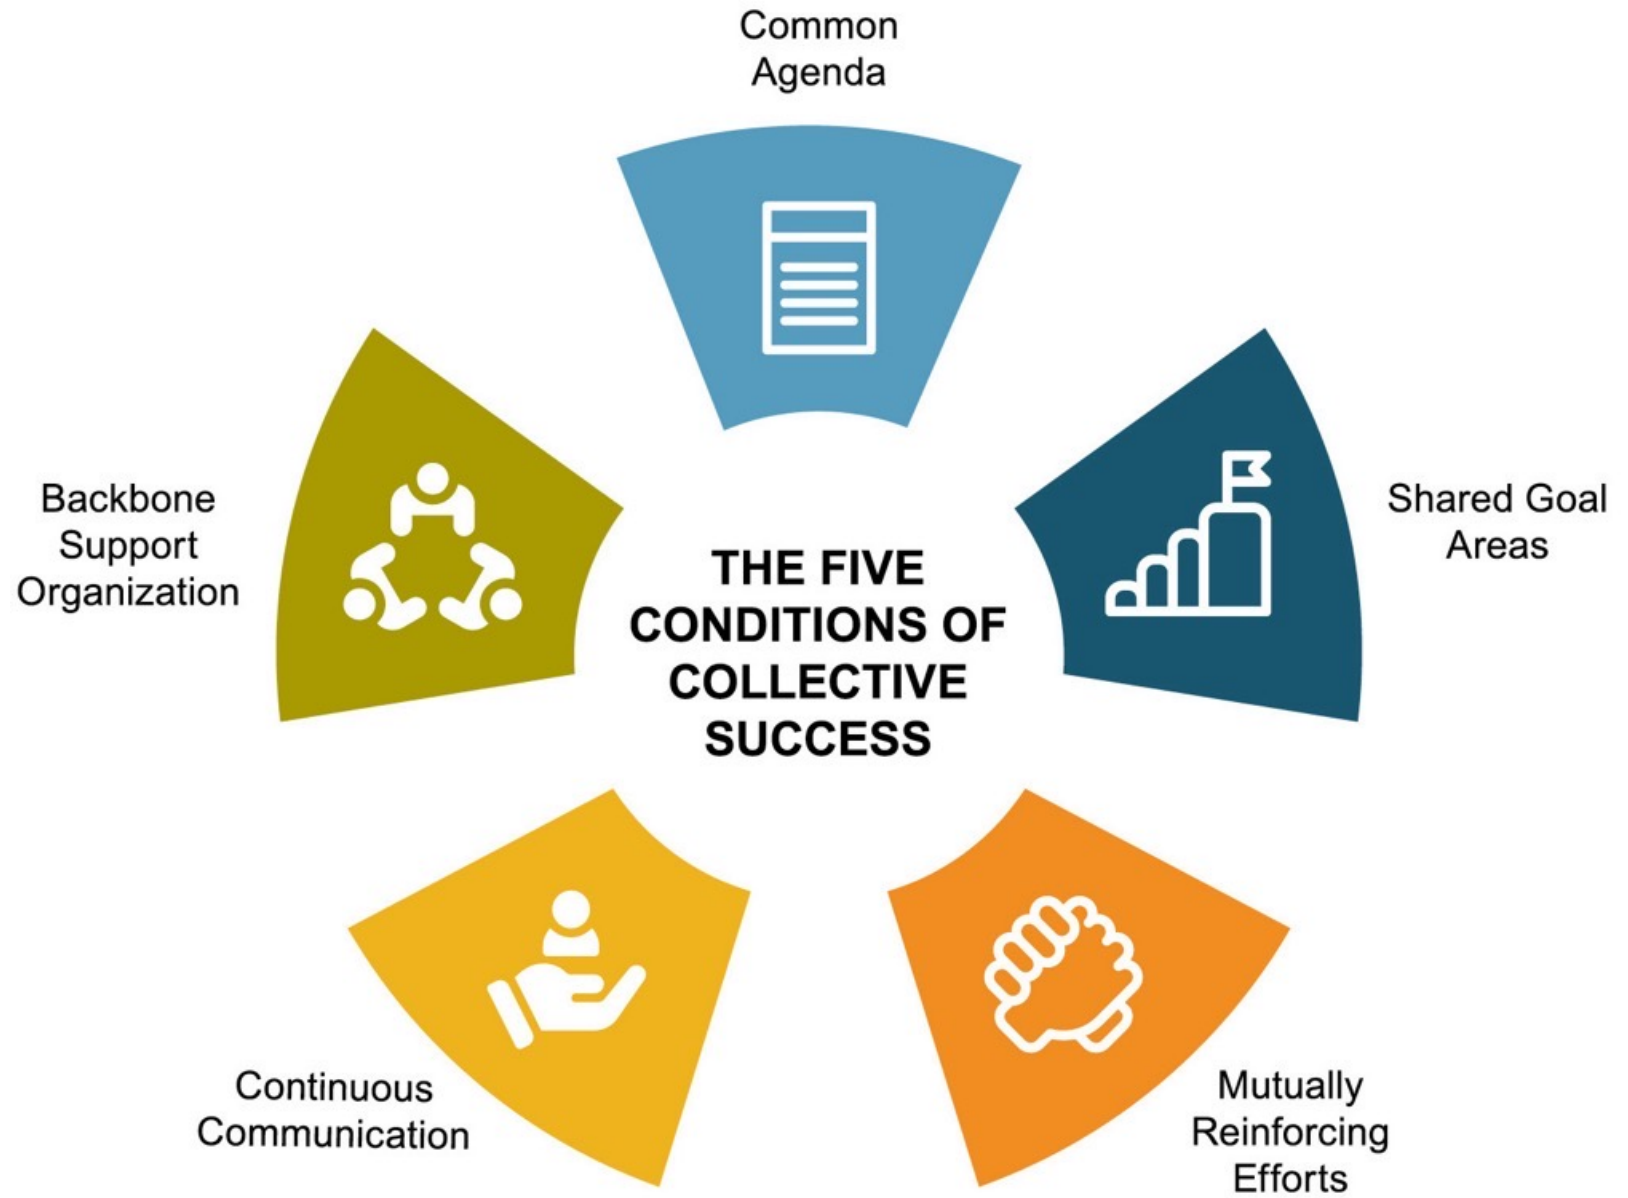 Common
Agenda
Shared Goal
Areas
Mutually
Reinforcing
Efforts
Continuous
Communication
Backbone
Support
Organization
THE FIVE
CONDITIONS OF
COLLECTIVE
SUCCESS